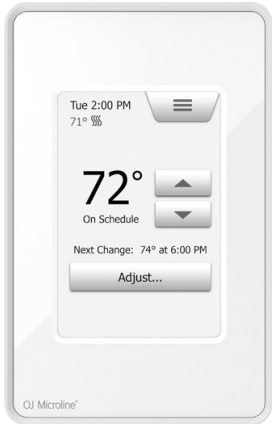 Tue 2:00 PM
71°
72°
On Schedule
Next Change: 74° at 6:00 PM
Adjust...
OJ Microline®